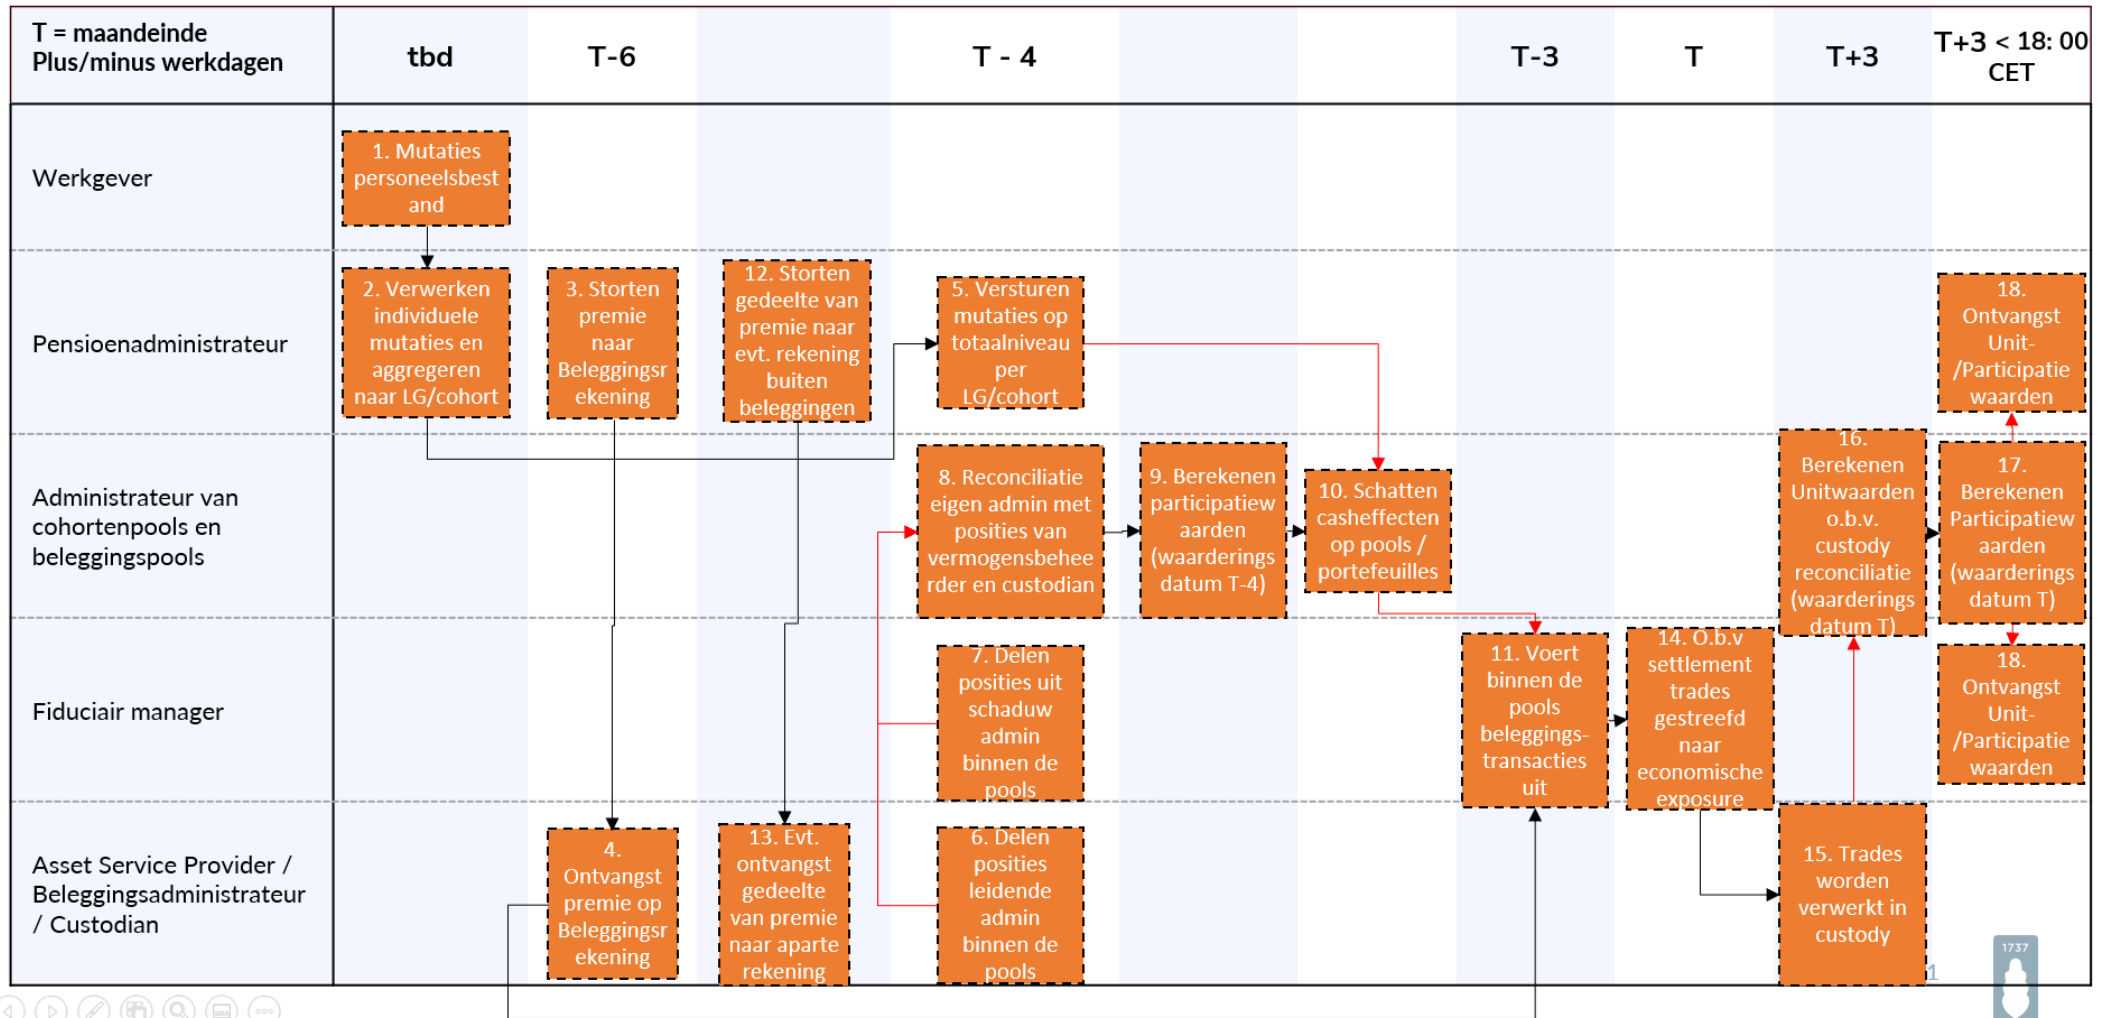 T = maandeinde
Plus/minus werkdagen
tbd
T-6
T - 4
T-3
T
T+3
T+3 < 18: 00
CET
Werkgever
1. Mutaties
personeelsbest
and
Pensioenadministrateur
2. Verwerken
individuele
mutaties en
aggregeren
naar LG/cohort
3. Storten
premie
naar
Beleggingsr
ekening
12. Storten
gedeelte van
premie naar
evt. rekening
buiten
beleggingen
5. Versturen
mutaties op
totaalniveau
per
LG/cohort
18.
Ontvangst
Unit-
/Participatie
waarden
Administrateur van
cohortenpools en
beleggingspools
8. Reconciliatie
eigen admin met
posities van
vermogensbehee
rder en custodian
9. Berekenen
participatiew
aarden
(waarderings
datum T-4)
10. Schatten
casheffecten
op pools /
portefeuilles
16.
Berekenen
Unitwaarden
o.b.v.
custody
reconciliatie
(waarderings
datum T)
17.
Berekenen
Participatiew
aarden
(waarderings
datum T)
Fiduciair manager
7. Delen
posities uit
schaduw
admin
binnen de
pools
11. Voert
binnen de
pools
beleggings-
transacties
uit
14. O.b.v
settlement
trades
gestreefd
naar
economische
exposure
18.
Ontvangst
Unit-
/Participatie
waarden
Asset Service Provider /
Beleggingsadministrateur
/ Custodian
4.
Ontvangst
premie op
Beleggingsr
ekening
13. Evt.
ontvangst
gedeelte
van premie
naar aparte
rekening
6. Delen
posities
leidende
admin
binnen de
pools
15. Trades
worden
verwerkt in
custody
1
1737